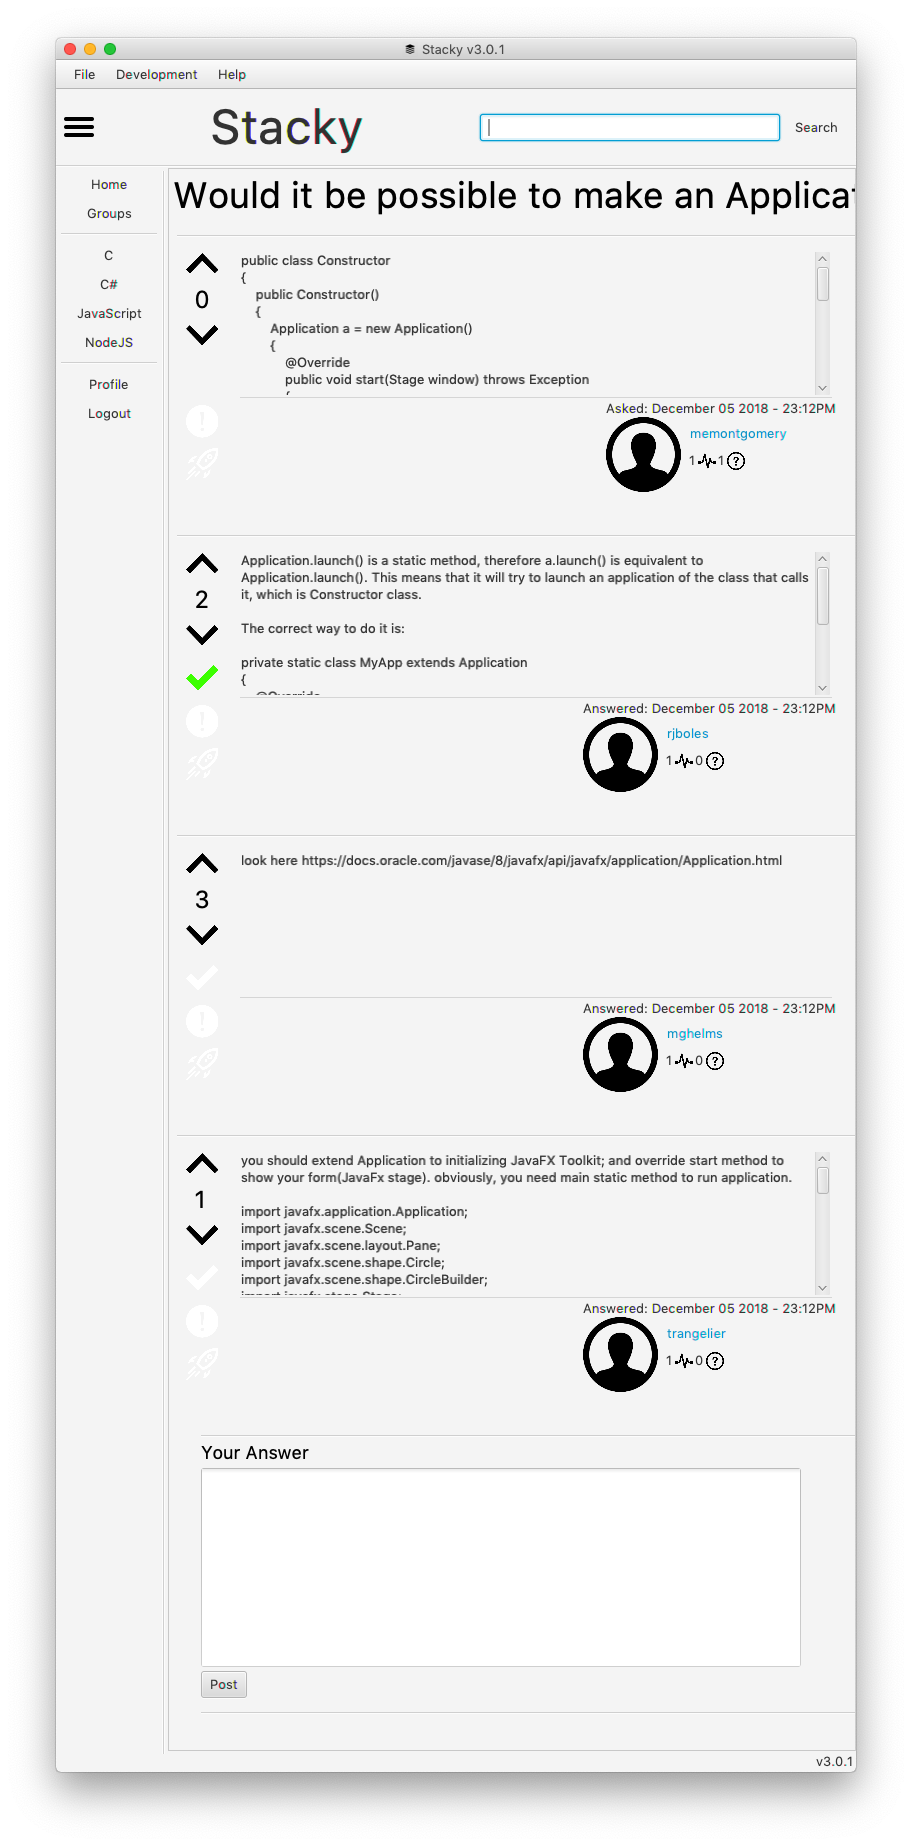 Stacky v3.0.1
File Development Help
Stacky
Search
Home
Groups
C
C#
JavaScript
NodeJS
Profile
Logout
Would it be possible to make an Applicat
0
public class Constructor
{
public Constructor()
{
Application a = new Application()
{
@Override
public void start(Stage window) throws Exception
{
Asked: December 05 2018 - 23:12PM
memontgomery
1 1 ?
2
Application.launch() is a static method, therefore a.launch() is equivalent to
Application.launch(). This means that it will try to launch an application of the class that calls
it, which is Constructor class.
The correct way to do it is:
private static class MyApp extends Application
{
@Override
Answered: December 05 2018 - 23:12PM
rjboles
1 0 ?
3
look here https://docs.oracle.com/javase/8/javafx/api/javafx/application/Application.html
Answered: December 05 2018 - 23:12PM
mghelms
1 0 ?
1
you should extend Application to initializing JavaFX Toolkit; and override start method to
show your form(JavaFx stage). obviously, you need main static method to run application.
import javafx.application.Application;
import javafx.scene.Scene;
import javafx.scene.layout.Pane;
import javafx.scene.shape.Circle;
import javafx.scene.shape.CircleBuilder;
import javafx.stage.Stage;
Answered: December 05 2018 - 23:12PM
trangelier
1 0 ?
Your Answer
Post
v3.0.1